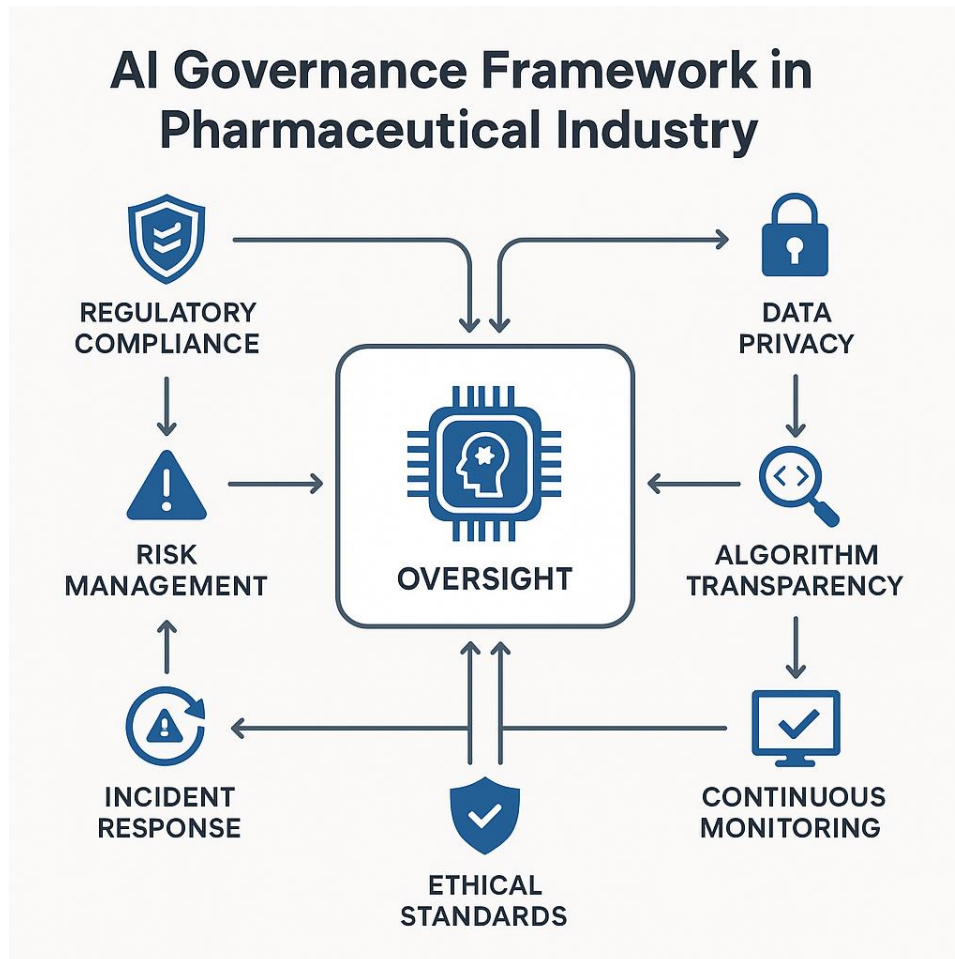 AI Governance Framework in
Pharmaceutical Industry
REGULATORY
COMPLIANCE
DATA
PRIVACY
RISK
MANAGEMENT
OVERSIGHT
ALGORITHM
TRANSPARENCY
INCIDENT
RESPONSE
ETHICAL
STANDARDS
CONTINUOUS
MONITORING